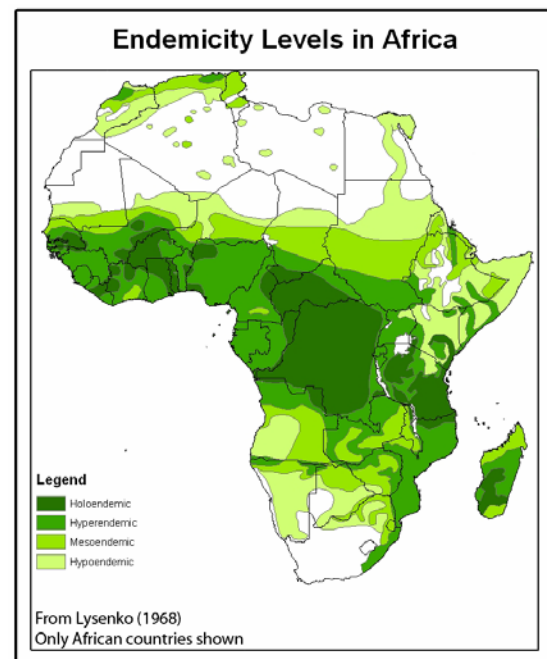 Endemicity Levels in Africa
Legend
Holoendemic
Hyperendemic
Mesoendemic
Hypoendemic
From Lysenko (1968)
Only African countries shown